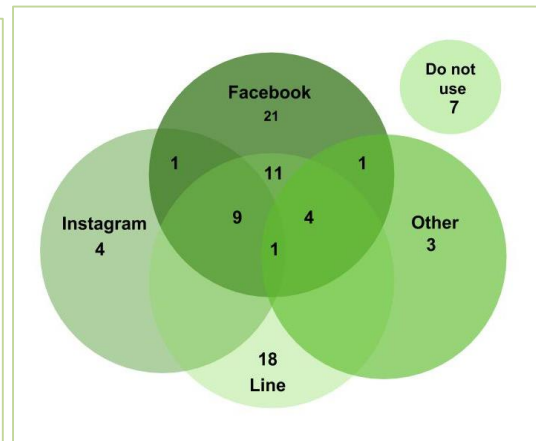 Do not
use
7
Facebook
21
1
11
1
9
4
1
Instagram
4
Other
3
18
Line